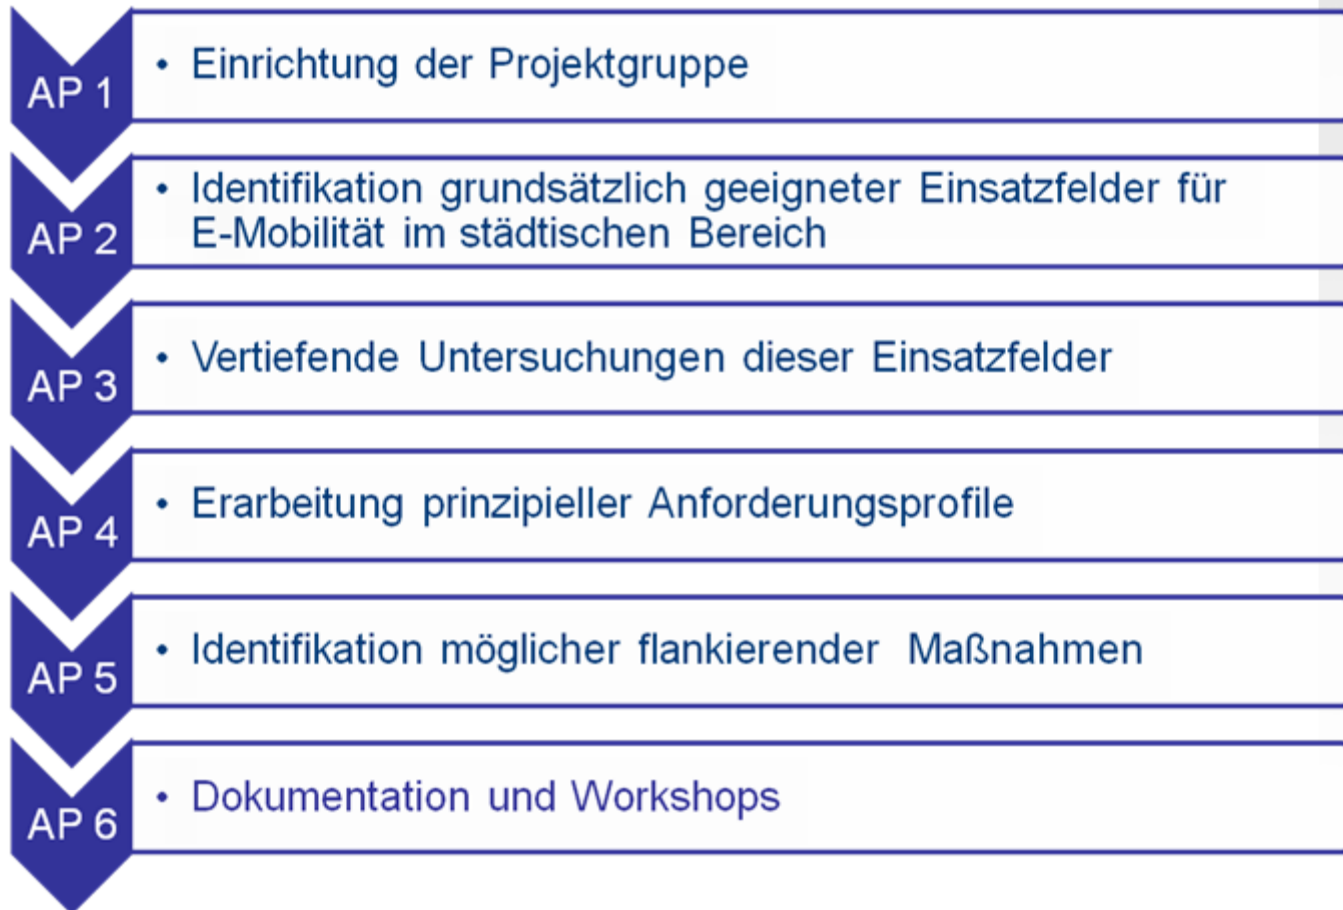 AP 1
• Einrichtung der Projektgruppe
AP 2
• Identifikation grundsätzlich geeigneter Einsatzfelder für
E-Mobilität im städtischen Bereich
AP 3
• Vertiefende Untersuchungen dieser Einsatzfelder
AP 4
• Erarbeitung prinzipieller Anforderungsprofile
AP 5
• Identifikation möglicher flankierender Maßnahmen
AP 6
• Dokumentation und Workshops